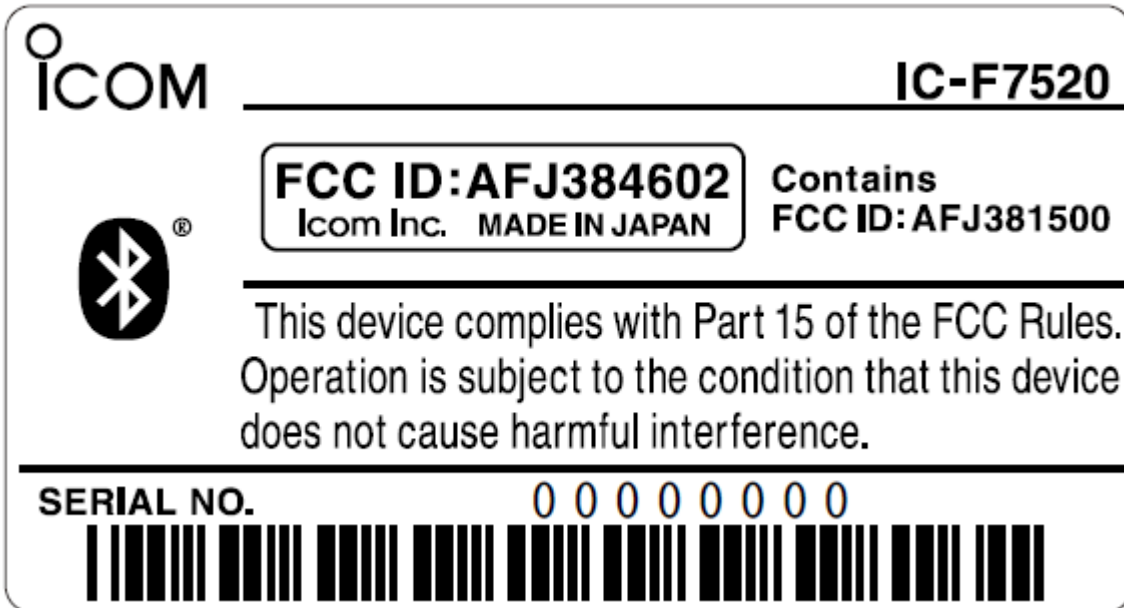 iCOM
IC-F7520
FCC ID:AFJ384602
Icom Inc. MADE IN JAPAN
Contains
FCC ID:AFJ381500
®
This device complies with Part 15 of the FCC Rules.
Operation is subject to the condition that this device
does not cause harmful interference.
SERIAL NO. 0 0 0 0 0 0 0 0